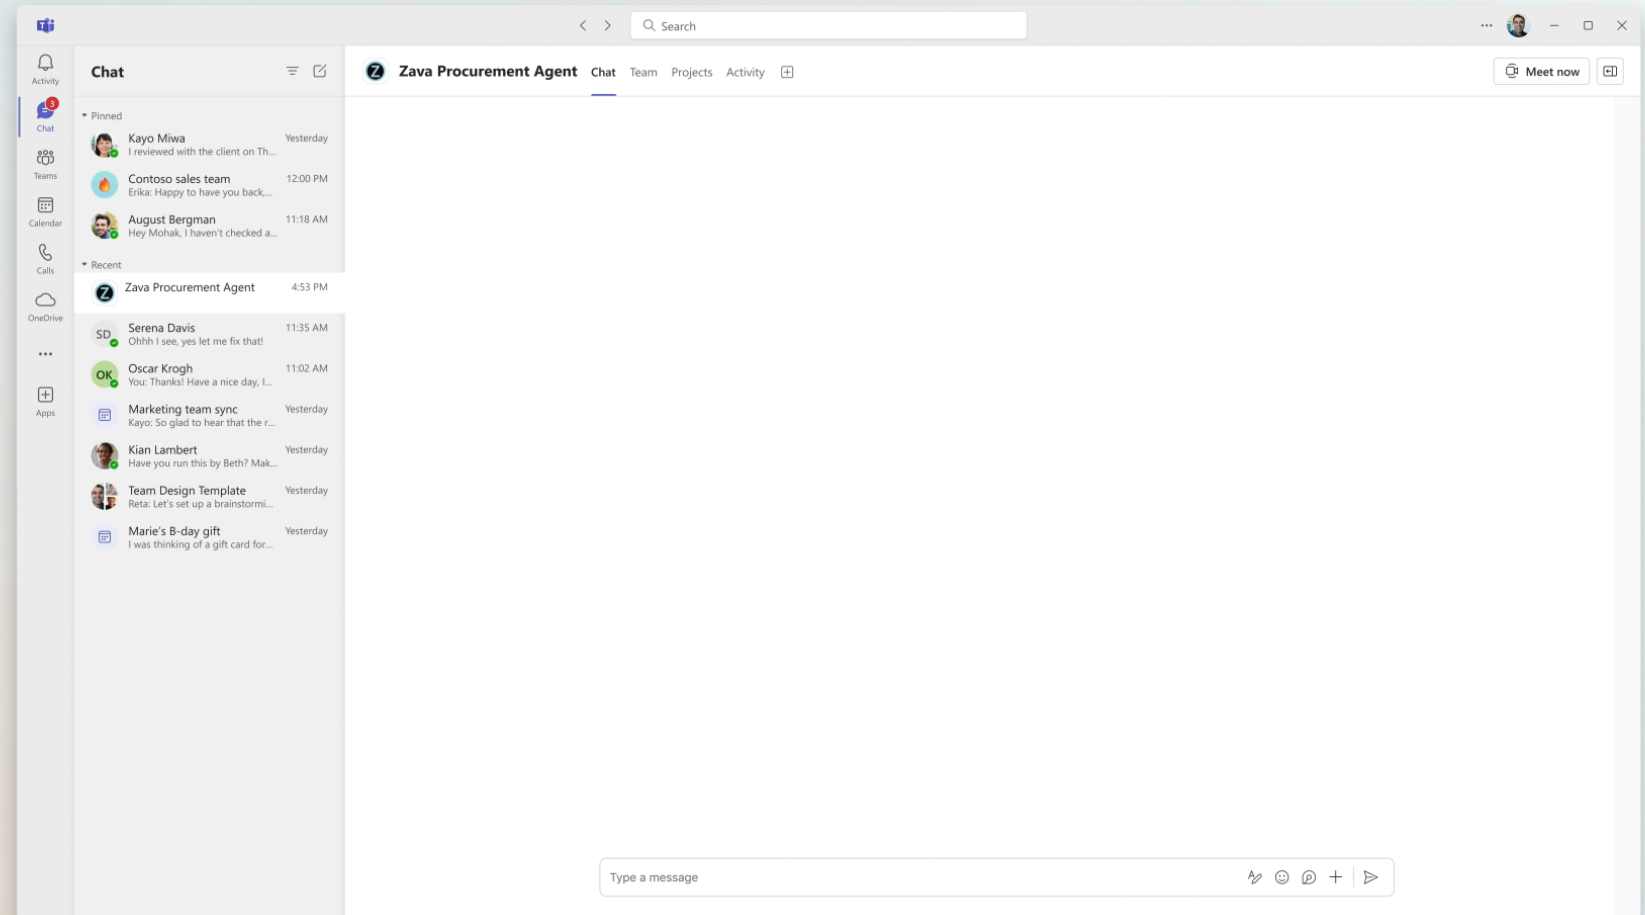 Search
Activity
3
Chat
Teams
Calendar
Calls
OneDrive
Apps
Chat
Pinned
Kayo Miwa Yesterday
I reviewed with the client on Th...
Contoso sales team 12:00 PM
Erika: Happy to have you back,...
August Bergman 11:18 AM
Hey Mohak, I haven't checked a...
Recent
Z Zava Procurement Agent 4:53 PM
SD Serena Davis 11:35 AM
Ohhh I see, yes let me fix that!
OK Oscar Krogh 11:02 AM
You: Thanks! Have a nice day, I...
Marketing team sync Yesterday
Kayo: So glad to hear that the r...
Kian Lambert Yesterday
Have you run this by Beth? Mak...
Team Design Template Yesterday
Reta: Let's set up a brainstormi...
Marie's B-day gift Yesterday
I was thinking of a gift card for...
Z Zava Procurement Agent Chat Team Projects Activity
Meet now
Type a message